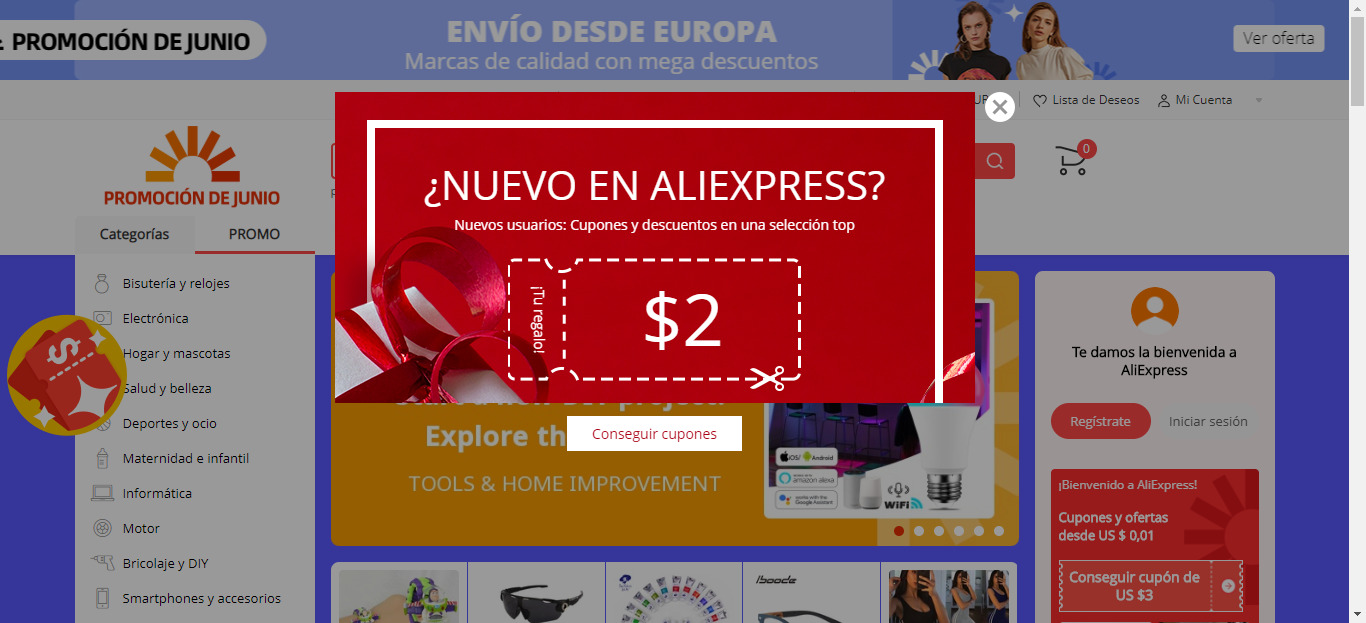 PROMOCIÓN DE JUNIO
ENVÍO DESDE EUROPA
Marcas de calidad con mega descuentos
Ver oferta
Lista de Deseos
Mi Cuenta
PROMOCIÓN DE JUNIO
0
Categorías
PROMO
¿NUEVO EN ALIEXPRESS?
Nuevos usuarios: Cupones y descuentos en una selección top
¡Tu regalo!
$2
Conseguir cupones
Bisutería y relojes
Electrónica
Hogar y mascotas
Salud y belleza
Deportes y ocio
Maternidad e infantil
Informática
Motor
Bricolaje y DIY
Smartphones y accesorios
$
Explore th
TOOLS & HOME IMPROVEMENT
iOS/ Android
amazon alexa
works with the
Google Assistant
WiFi
Te damos la bienvenida a
AliExpress
Regístrate
Iniciar sesión
¡Bienvenido a AliExpress!
Cupones y ofertas
desde US $ 0,01
Conseguir cupón de
US $3
iboode